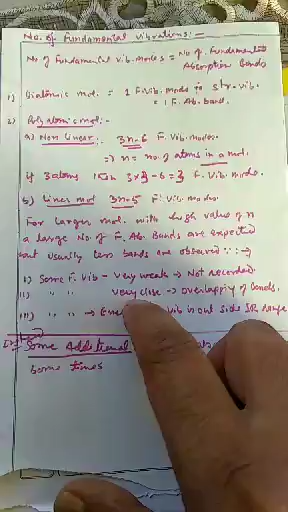 No. of Fundamental Vibrations:-
No of Fundamental Vib. modes = No of. Fundamental
Absorption Bands
1) Diatomic mol. = 1 F. vib. mode is str. vib.
= 1 F. Ab. Band.
2) Polyatomic mol:-
a) Non linear:- 3n-6 F. Vib. modes.
=> n = no. of atoms in a mol.
if 3 atoms 3x3-6=3 F. Vib. modes.
b) Linear mol 3n-5 F. Vib. modes.
For larger mol. with high value of n
a large No of F. Ab. Bands are expected
but usually less bands are observed
i) Some F. Vib - very weak → Not recorded
ii) " " very close → overlapping of bands.
iii) " " → vib is out side IR range
Some Additional
Some times